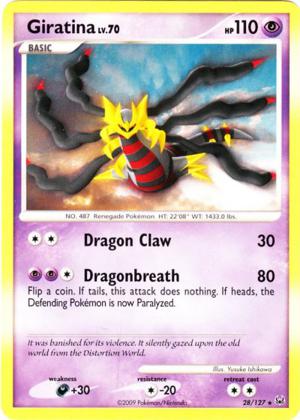 Giratina LV.70 HP 110
BASIC
NO. 487 Renegade Pokémon HT: 22'08" WT: 1433.0 lbs.
Dragon Claw 30
Dragonbreath 80
Flip a coin. If tails, this attack does nothing. If heads, the
Defending Pokémon is now Paralyzed.
Illus. Yusuke Ishikawa
It was banished for its violence. It silently gazed upon the old
world from the Distortion World.
weakness resistance retreat cost
+30 -20
©2009 Pokémon/Nintendo 28/127 ★